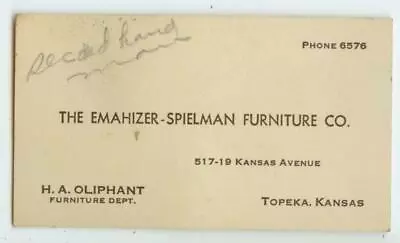 second hand
man
PHONE 6576
THE EMAHIZER-SPIELMAN FURNITURE CO.
517-19 KANSAS AVENUE
H. A. OLIPHANT
FURNITURE DEPT.
TOPEKA, KANSAS